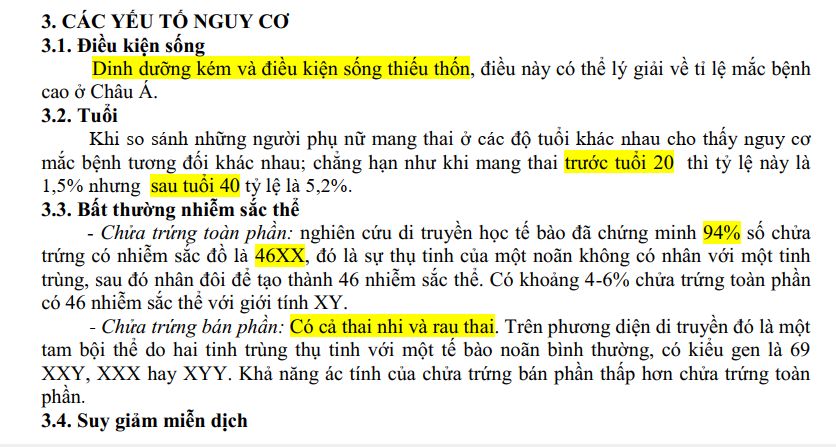 3. CÁC YẾU TỐ NGUY CƠ
3.1. Điều kiện sống
Dinh dưỡng kém và điều kiện sống thiếu thốn, điều này có thể lý giải về tỉ lệ mắc bệnh
cao ở Châu Á.
3.2. Tuổi
Khi so sánh những người phụ nữ mang thai ở các độ tuổi khác nhau cho thấy nguy cơ
mắc bệnh tương đối khác nhau; chẳng hạn như khi mang thai trước tuổi 20 thì tỷ lệ này là
1,5% nhưng sau tuổi 40 tỷ lệ là 5,2%.
3.3. Bất thường nhiễm sắc thể
- Chửa trứng toàn phần: nghiên cứu di truyền học tế bào đã chứng minh 94% số chửa
trứng có nhiễm sắc đồ là 46XX, đó là sự thụ tinh của một noãn không có nhân với một tinh
trùng, sau đó nhân đôi để tạo thành 46 nhiễm sắc thể. Có khoảng 4-6% chửa trứng toàn phần
có 46 nhiễm sắc thể với giới tính XY.
- Chửa trứng bán phần: Có cả thai nhi và rau thai. Trên phương diện di truyền đó là một
tam bội thể do hai tinh trùng thụ tinh với một tế bào noãn bình thường, có kiểu gen là 69
XXY, XXX hay XYY. Khả năng ác tính của chửa trứng bán phần thấp hơn chửa trứng toàn
phần.
3.4. Suy giảm miễn dịch